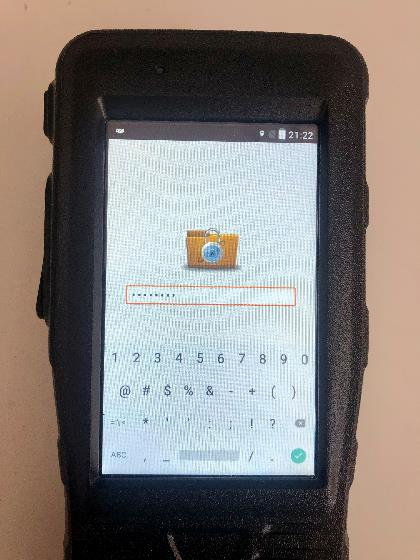 21:22
••••••••
1 2 3 4 5 6 7 8 9 0
@ # $ % & - + ( )
=\< * " ' : ; ! ?
ABC , _ / .